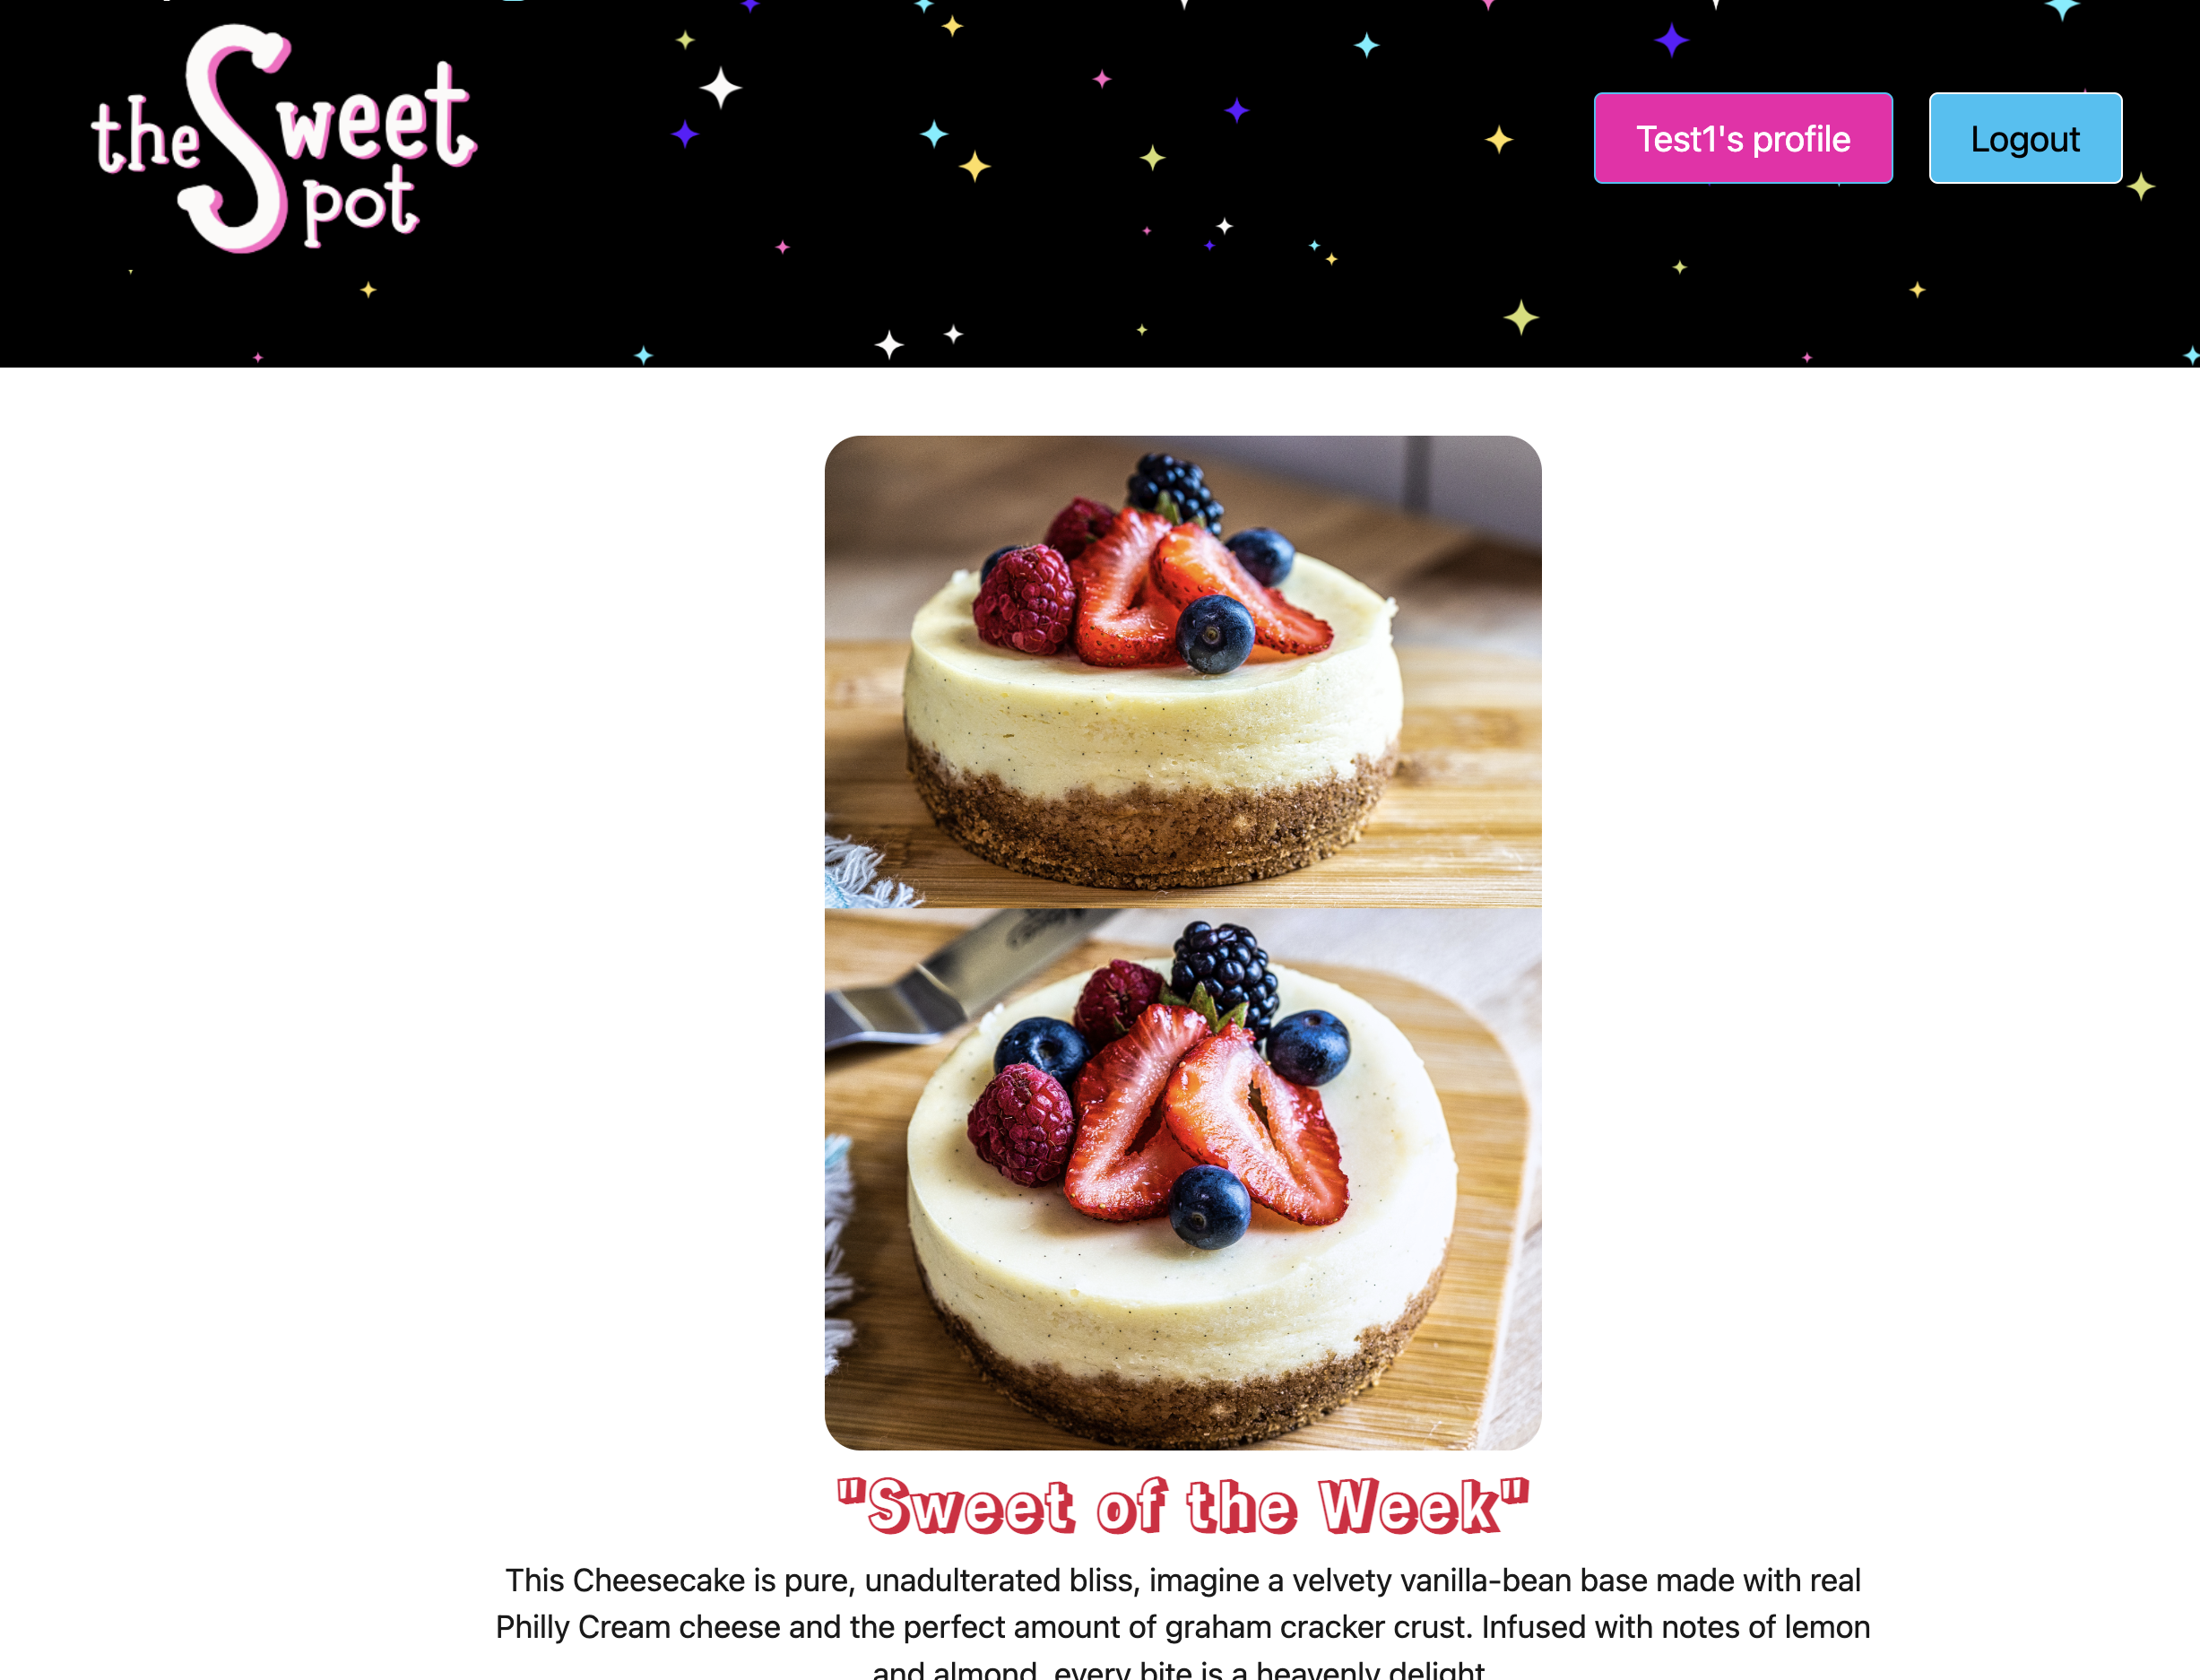 the Sweet
Spot
Test1's profile
Logout
"Sweet of the Week"
This Cheesecake is pure, unadulterated bliss, imagine a velvety vanilla-bean base made with real
Philly Cream cheese and the perfect amount of graham cracker crust. Infused with notes of lemon
and almond, every bite is a heavenly delight.